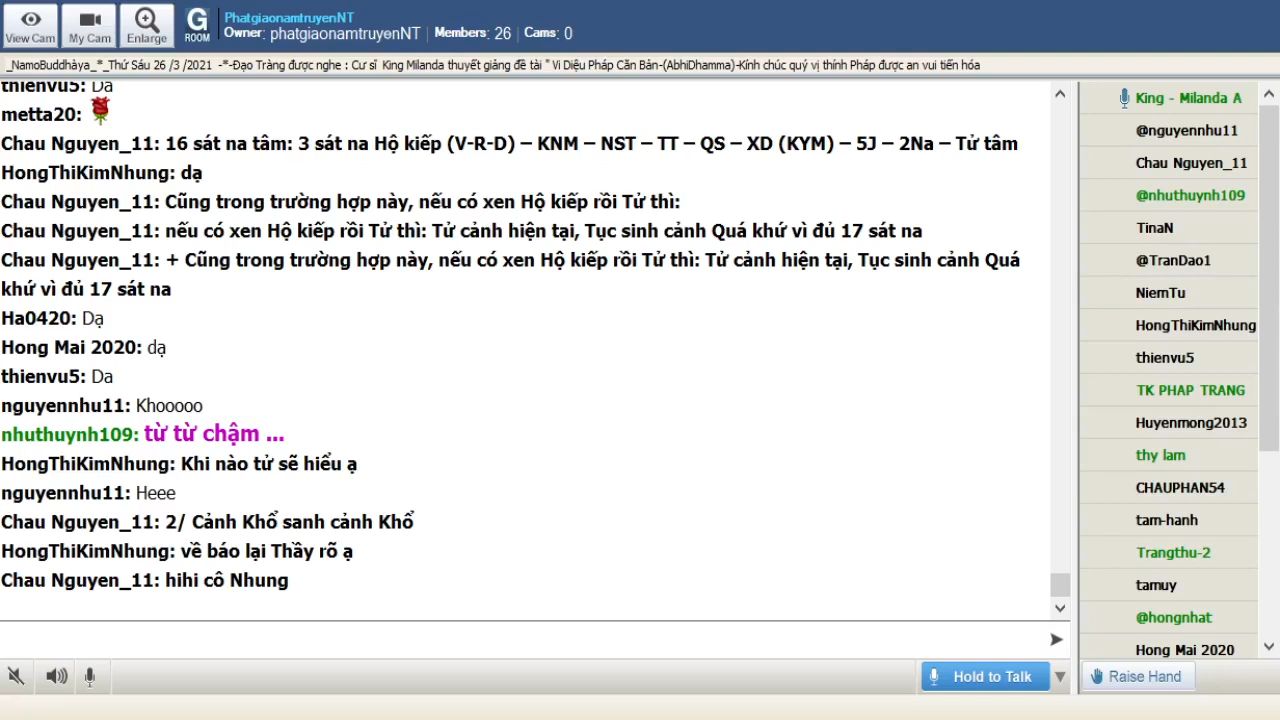 View Cam
My Cam
Enlarge
G
ROOM
PhatgiaonamtruyenNT
Owner: phatgiaonamtruyenNT | Members: 26 | Cams: 0
_NamoBuddhàya_*_Thứ Sáu 26 /3 /2021 -*-Đạo Tràng được nghe : Cư sĩ King Milanda thuyết giảng đề tài " Vi Diệu Pháp Căn Bản-(AbhiDhamma)-Kính chúc quý vị thính Pháp được an vui tiến hóa
thienvu5: Da
metta20:
Chau Nguyen_11: 16 sát na tâm: 3 sát na Hộ kiếp (V-R-D) – KNM – NST – TT – QS – XD (KYM) – 5J – 2Na – Tử tâm
HongThiKimNhung: dạ
Chau Nguyen_11: Cũng trong trường hợp này, nếu có xen Hộ kiếp rồi Tử thì:
Chau Nguyen_11: nếu có xen Hộ kiếp rồi Tử thì: Tử cảnh hiện tại, Tục sinh cảnh Quá khứ vì đủ 17 sát na
Chau Nguyen_11: + Cũng trong trường hợp này, nếu có xen Hộ kiếp rồi Tử thì: Tử cảnh hiện tại, Tục sinh cảnh Quá
khứ vì đủ 17 sát na
Ha0420: Dạ
Hong Mai 2020: dạ
thienvu5: Da
nguyennhu11: Khooooo
nhuthuynh109: từ từ chậm ...
HongThiKimNhung: Khi nào tử sẽ hiểu ạ
nguyennhu11: Heee
Chau Nguyen_11: 2/ Cảnh Khổ sanh cảnh Khổ
HongThiKimNhung: về báo lại Thầy rõ ạ
Chau Nguyen_11: hihi cô Nhung
King - Milanda A
@nguyennhu11
Chau Nguyen_11
@nhuthuynh109
TinaN
@TranDao1
NiemTu
HongThiKimNhung
thienvu5
TK PHAP TRANG
Huyenmong2013
thy lam
CHAUPHAN54
tam-hanh
Trangthu-2
tamuy
@hongnhat
Hong Mai 2020
Hold to Talk
Raise Hand